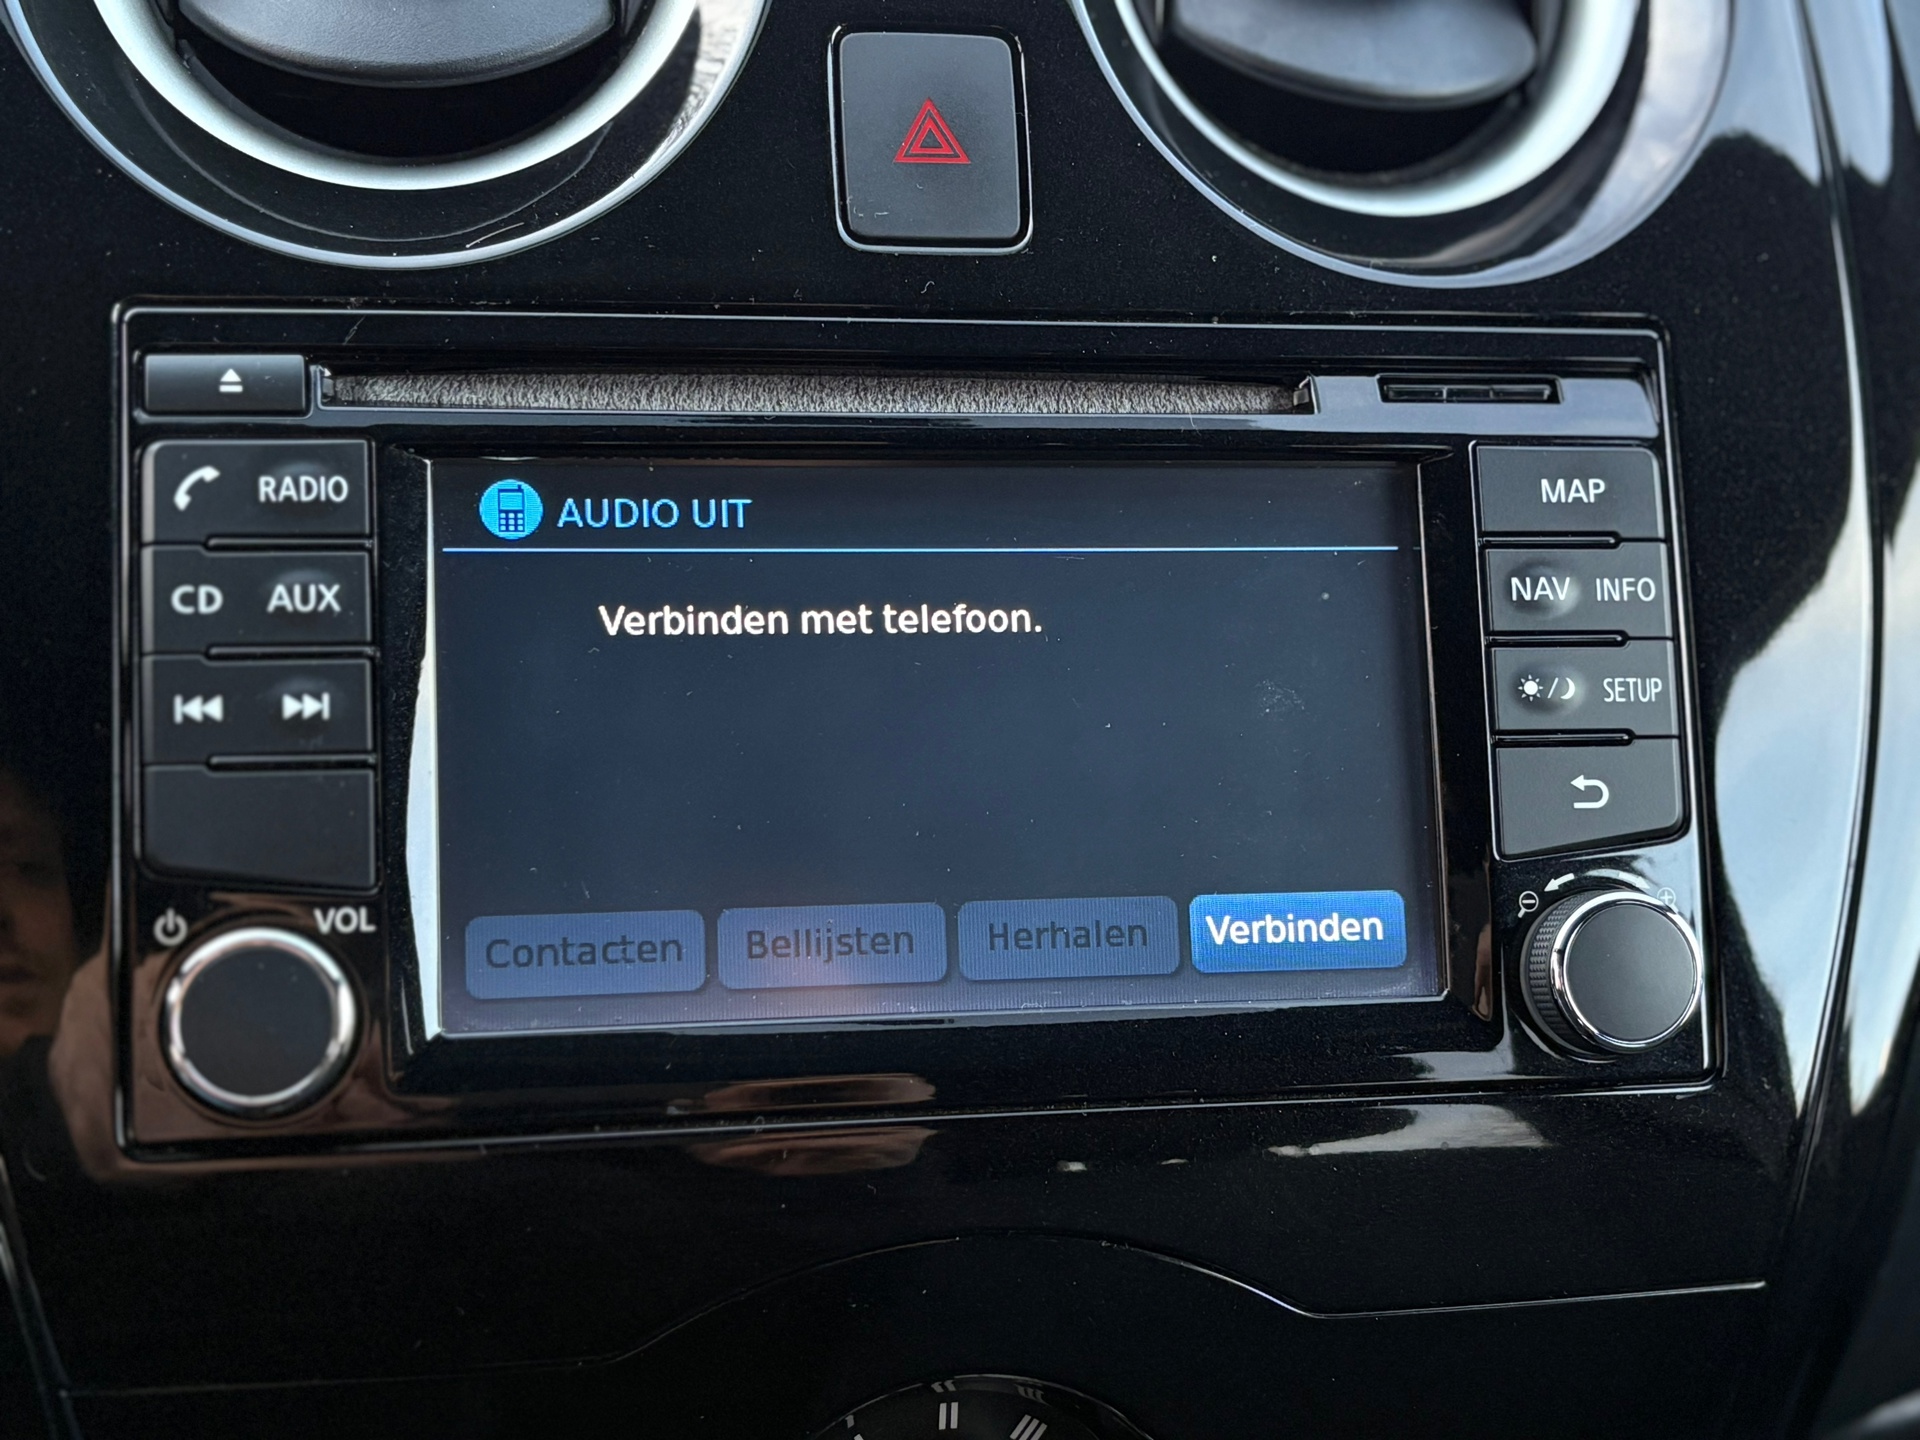 RADIO
CD AUX
VOL
AUDIO UIT
Verbinden met telefoon.
Contacten Bellijsten Herhalen Verbinden
MAP
NAV INFO
SETUP